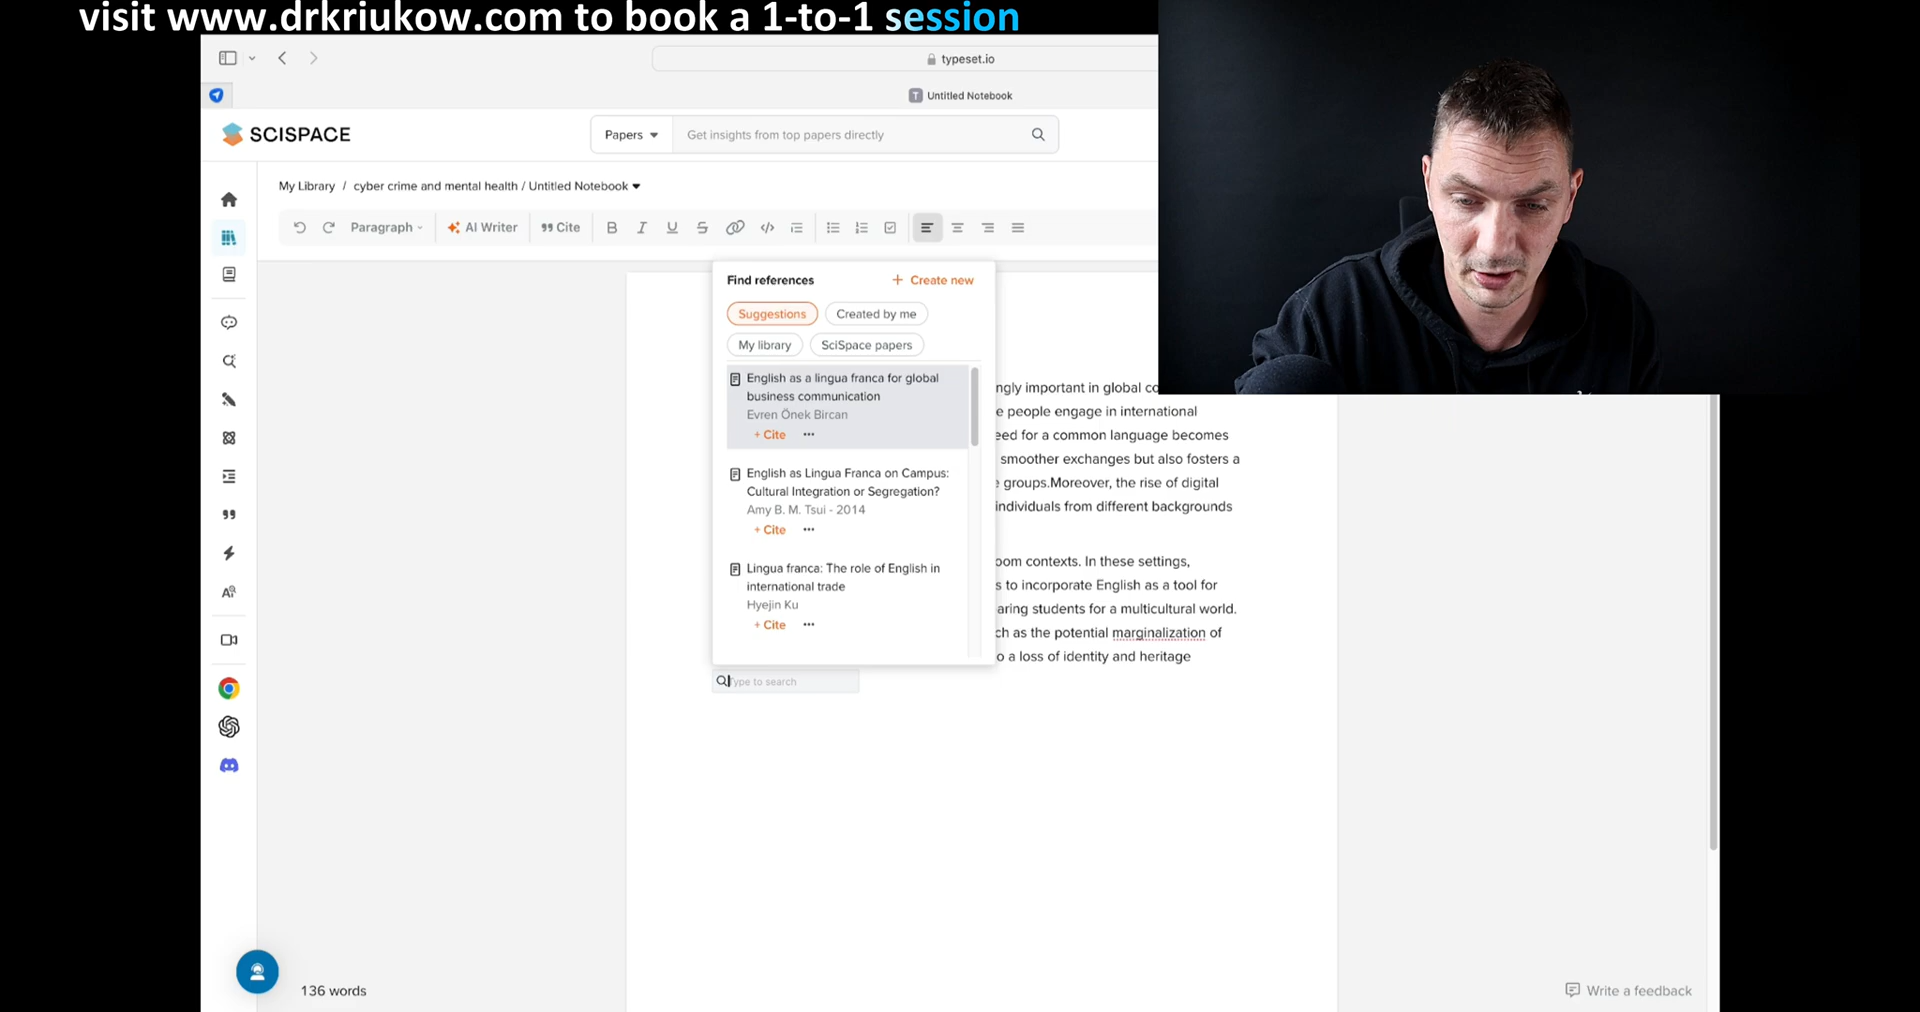 visit www.drkriukow.com to book a 1-to-1 session
typeset.io
T Untitled Notebook
SCISPACE
Papers
Get insights from top papers directly
My Library / cyber crime and mental health / Untitled Notebook
Paragraph
AI Writer
Cite
B I U S
Find references
+ Create new
Suggestions
Created by me
My library
SciSpace papers
English as a lingua franca for global
business communication
Evren Önek Bircan
+ Cite ...
English as Lingua Franca on Campus:
Cultural Integration or Segregation?
Amy B. M. Tsui - 2014
+ Cite ...
Lingua franca: The role of English in
international trade
Hyejin Ku
+ Cite ...
Type to search
ngly important in global co
e people engage in international
eed for a common language becomes
smoother exchanges but also fosters a
e groups.Moreover, the rise of digital
individuals from different backgrounds
oom contexts. In these settings,
s to incorporate English as a tool for
aring students for a multicultural world.
ch as the potential marginalization of
o a loss of identity and heritage
136 words
Write a feedback